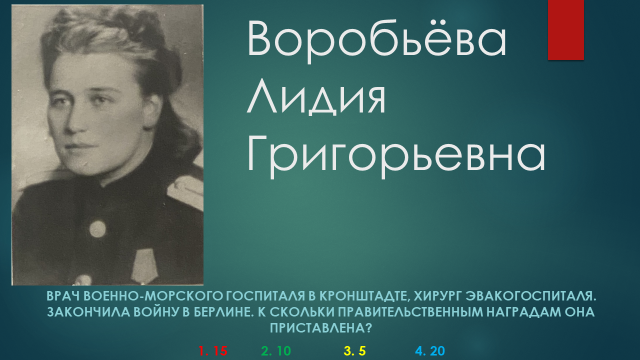 Воробьёва
Лидия
Григорьевна
ВРАЧ ВОЕННО-МОРСКОГО ГОСПИТАЛЯ В КРОНШТАДТЕ, ХИРУРГ ЭВАКОГОСПИТАЛЯ.
ЗАКОНЧИЛА ВОЙНУ В БЕРЛИНЕ. К СКОЛЬКИ ПРАВИТЕЛЬСТВЕННЫМ НАГРАДАМ ОНА
ПРИСТАВЛЕНА?
1. 15 2. 10 3. 5 4. 20